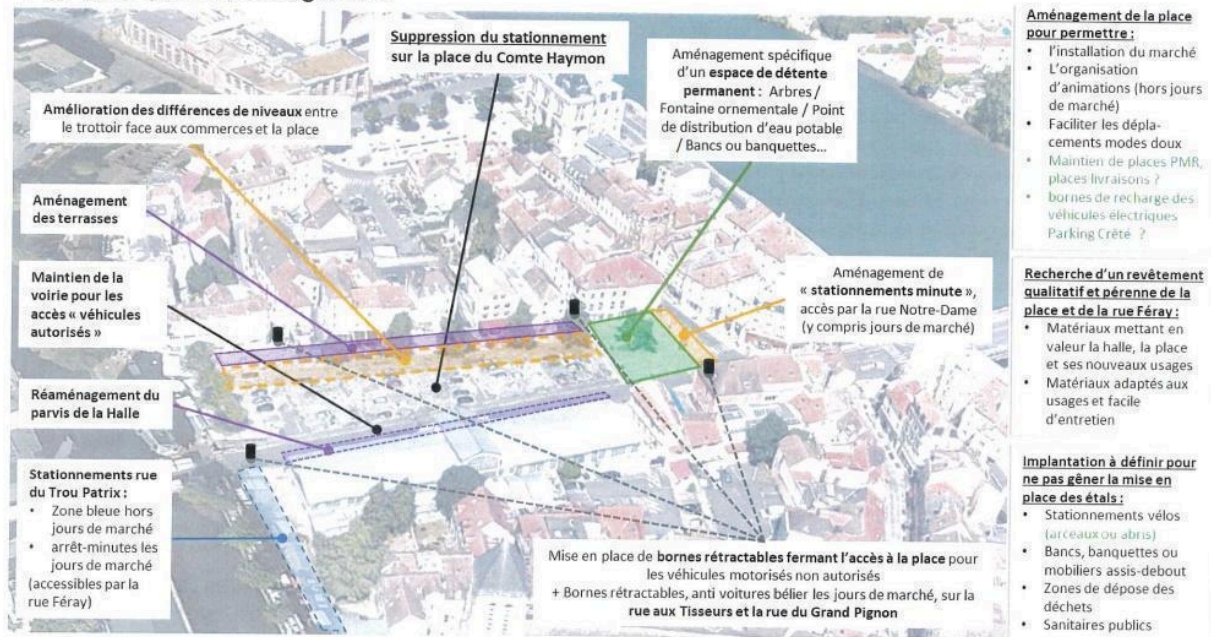 Suppression du stationnement
sur la place du Comte Haymon
Aménagement spécifique
d'un espace de détente
permanent : Arbres /
Fontaine ornementale / Point
de distribution d'eau potable
/ Bancs ou banquettes...
Amélioration des différences de niveaux entre
le trottoir face aux commerces et la place
Aménagement
des terrasses
Maintien de la
voirie pour les
accès « véhicules
autorisés »
Réaménagement du
parvis de la Halle
Stationnements rue
du Trou Patrix :
• Zone bleue hors
jours de marché
• arrêt-minutes les
jours de marché
(accessibles par la
rue Féray)
Aménagement de
« stationnements minute »,
accès par la rue Notre-Dame
(y compris jours de marché)
Mise en place de bornes rétractables fermant l'accès à la place pour
les véhicules motorisés non autorisés
+ Bornes rétractables, anti voitures bélier les jours de marché, sur la
rue aux Tisseurs et la rue du Grand Pignon
Aménagement de la place
pour permettre :
• l'installation du marché
• L'organisation
d'animations (hors jours
de marché)
• Faciliter les dépla-
cements modes doux
• Maintien de places PMR,
places livraisons ?
• bornes de recharge des
véhicules électriques
Parking Crété ?
Recherche d'un revêtement
qualitatif et pérenne de la
place et de la rue Féray :
• Matériaux mettant en
valeur la halle, la place
et ses nouveaux usages
• Matériaux adaptés aux
usages et facile
d'entretien
Implantation à définir pour
ne pas gêner la mise en
place des étals :
• Stationnements vélos
(arceaux ou abris)
• Bancs, banquettes ou
mobiliers assis-debout
• Zones de dépose des
déchets
• Sanitaires publics